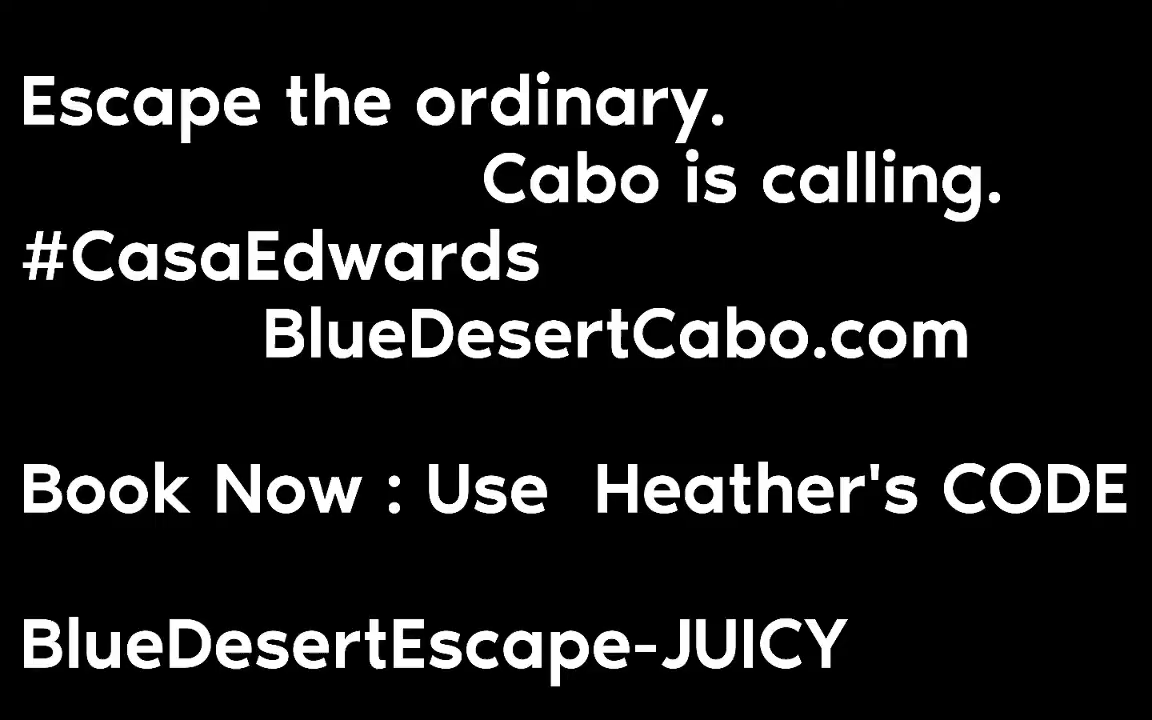 Escape the ordinary.
Cabo is calling.
#CasaEdwards
BlueDesertCabo.com
Book Now : Use  Heather's CODE
BlueDesertEscape-JUICY